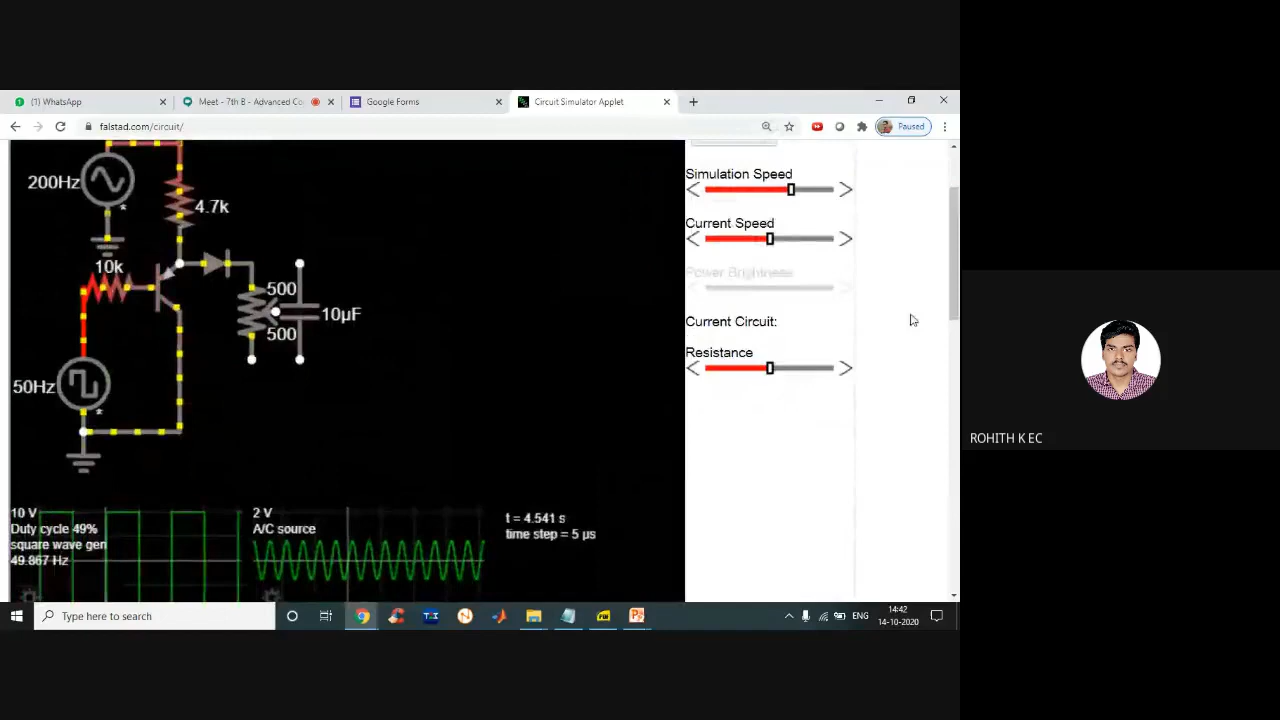 (1) WhatsApp
Meet - 7th B - Advanced Co
Google Forms
Circuit Simulator Applet
falstad.com/circuit/
Paused
200Hz
4.7k
10k
500
10µF
500
50Hz
10 V
Duty cycle 49%
square wave gen
49.867 Hz
2 V
A/C source
t = 4.541 s
time step = 5 µs
Simulation Speed
Current Speed
Power Brightness
Current Circuit:
Resistance
ROHITH K EC
Type here to search
ENG
14:42
14-10-2020